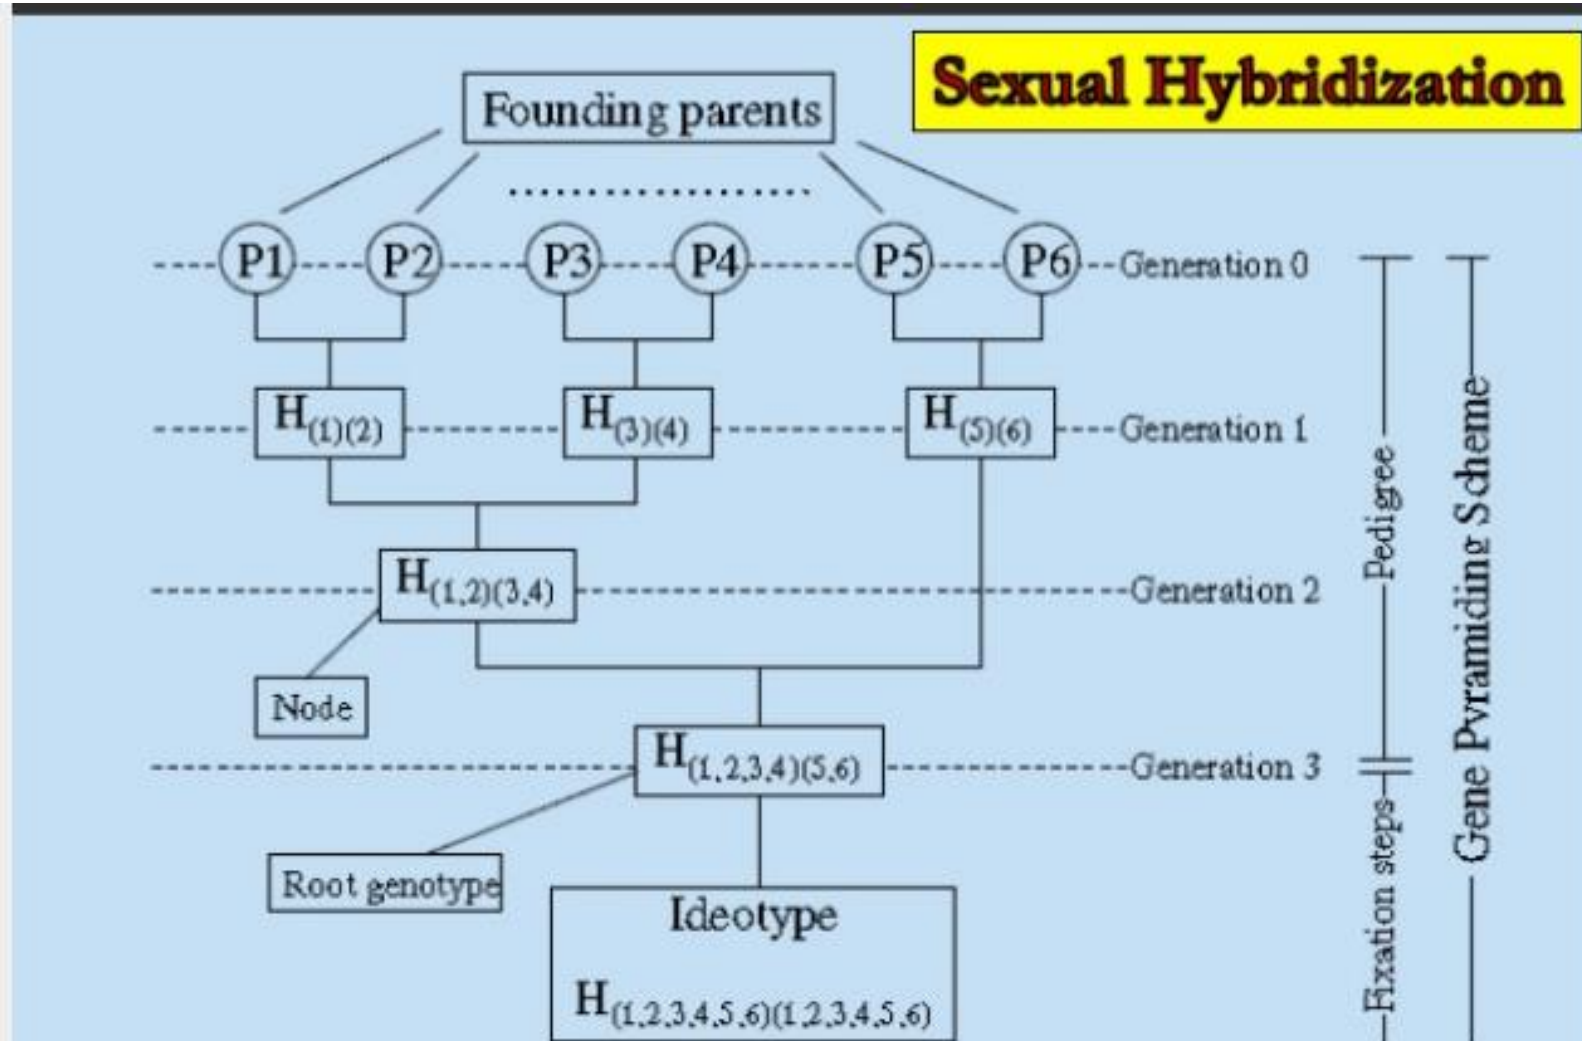 Sexual Hybridization
Founding parents
P1 P2 P3 P4 P5 P6 Generation 0
H(1)(2) H(3)(4) H(5)(6) Generation 1
H(1,2)(3,4) Generation 2
Node
H(1,2,3,4)(5,6) Generation 3
Root genotype
Ideotype
H(1,2,3,4,5,6)(1,2,3,4,5,6)
Pedigree
Fixation steps
Gene Pyramiding Scheme